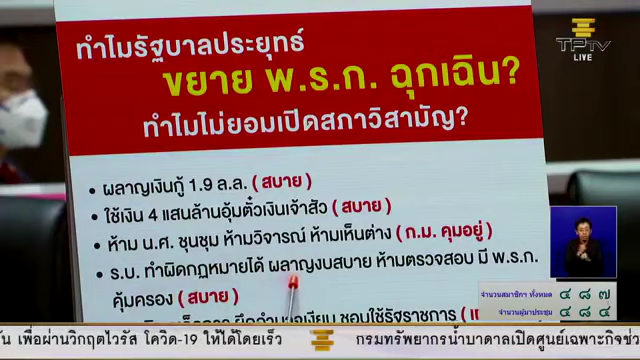 TPTV
LIVE
ทำไมรัฐบาลประยุทธ์
ขยาย พ.ร.ก. ฉุกเฉิน?
ทำไมไม่ยอมเปิดสภาวิสามัญ?
• ผลาญเงินกู้ 1.9 ล.ล. ( สบาย )
• ใช้เงิน 4 แสนล้านอุ้มตั๋วเงินเจ้าสัว ( สบาย )
• ห้าม น.ศ. ชุนชุม ห้ามวิจารณ์ ห้ามเห็นต่าง ( ก.ม. คุมอยู่ )
• ร.บ. ทำผิดกฎหมายได้ ผลาญงบสบาย ห้ามตรวจสอบ มี พ.ร.ก.
คุ้มครอง ( สบาย )
ชอบใช้รัฐราชการ
จำนวนสมาชิกฯ ทั้งหมด ๔ ๘ ๗
จำนวนผู้มาประชุม ๔ ๘ ๔
เพื่อผ่านวิกฤตไวรัส โควิด-19 ให้ได้โดยเร็ว
กรมทรัพยากรน้ำบาดาลเปิดศูนย์เฉพาะกิจช่ว